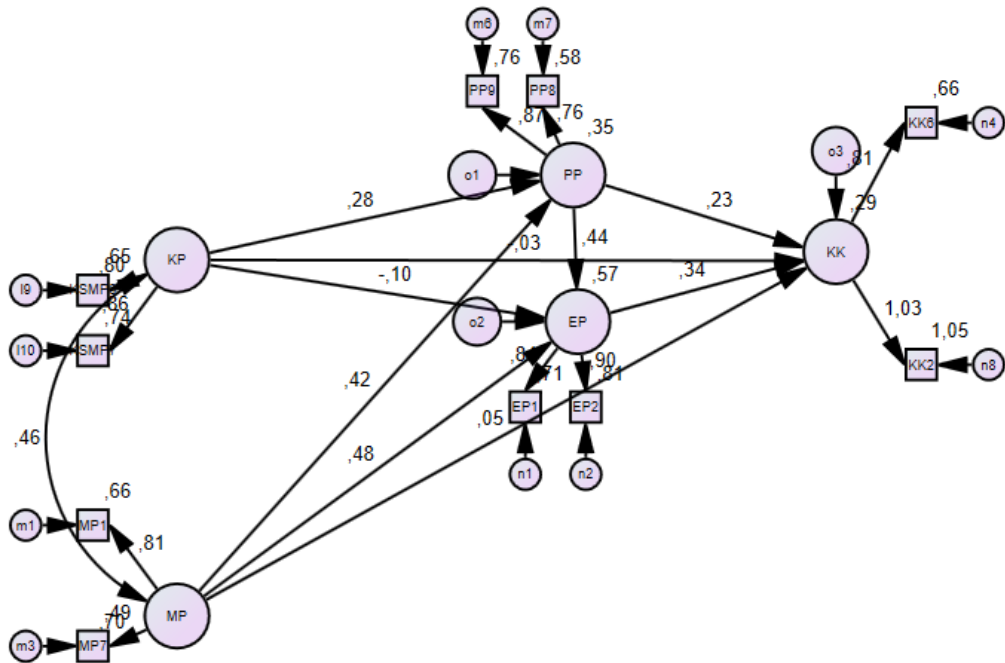 m6
m7
,76
,58
PP9
PP8
,66
,87
,76
,35
KK6
n4
o3
o1
PP
,81
,28
,23
,29
-,03
,44
KK
,65
KP
,80
-,10
,57
,34
l9
,86
o2
EP
,74
1,03
l10
1,05
,90
,71
,81
KK2
n8
,42
EP1
EP2
,05
,46
,48
n1
n2
,66
m1
MP1
,81
,49
MP
,70
m3
MP7